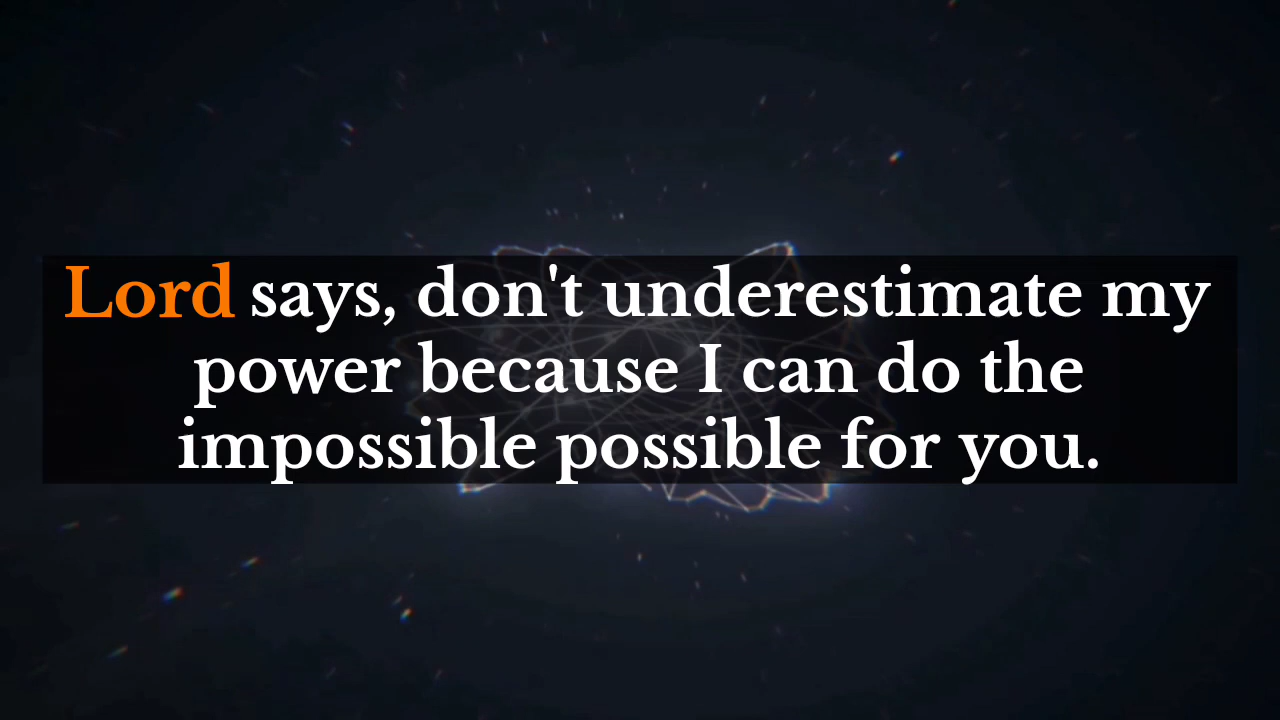 Lord says, don't underestimate my
power because I can do the
impossible possible for you.